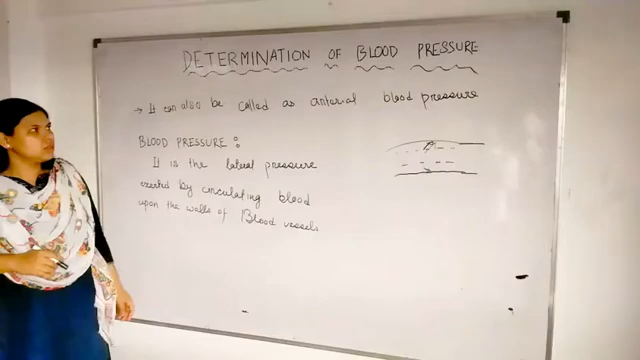 DETERMINATION OF BLOOD PRESSURE
→ It can also be called as arterial blood pressure
BLOOD PRESSURE :
It is the lateral pressure
exerted by circulating blood
upon the walls of Blood vessels